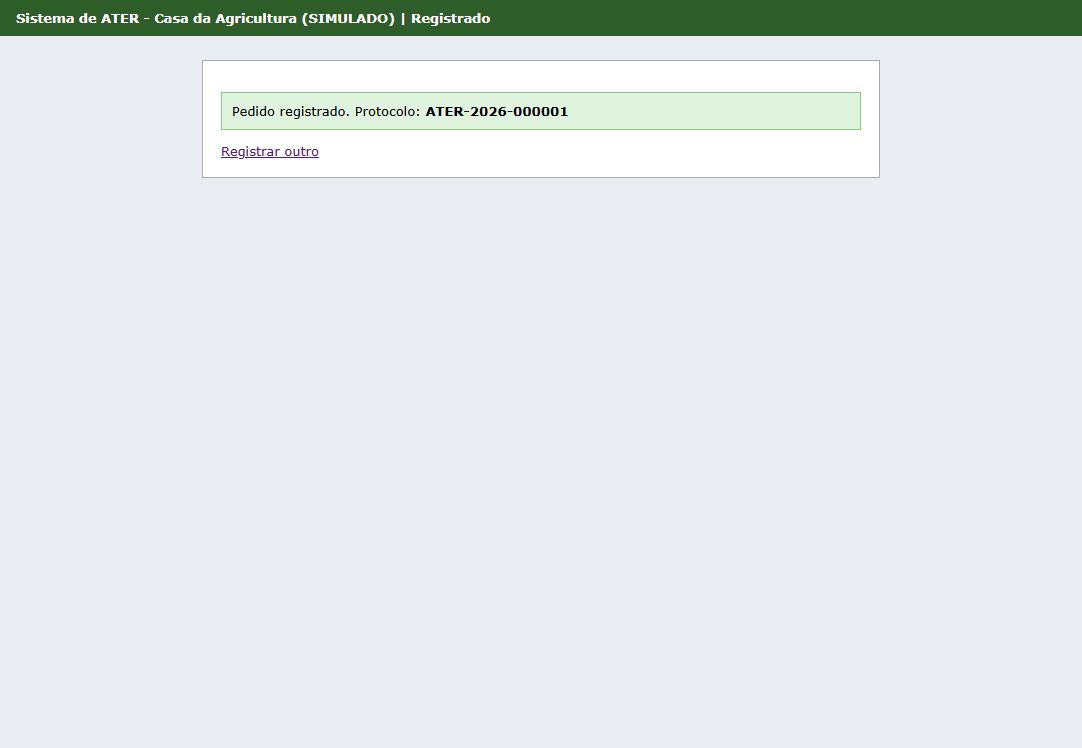 Sistema de ATER - Casa da Agricultura (SIMULADO) | Registrado
Pedido registrado. Protocolo: ATER-2026-000001
Registrar outro